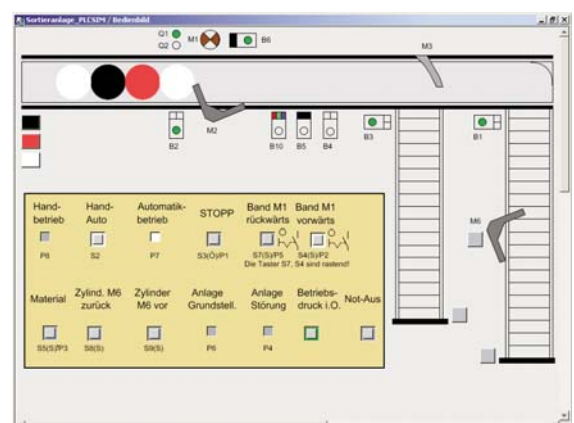 Sortieranlage_PLCSIM / Bedienbild
Q1
Q2
M1
B6
M3
B2
M2
B10
B5
B4
B3
B1
M6
Hand-
betrieb
Hand-
Auto
Automatik-
betrieb
STOPP
Band M1
rückwärts
Band M1
vorwärts
P8
S2
P7
S3(Ö)/P1
S7(S)/P5
S4(S)/P2
Die Taster S7, S4 sind rastend!
Material
Zylind. M6
zurück
Zylinder
M6 vor
Anlage
Grundstell.
Anlage
Störung
Betriebs-
druck i.O.
Not-Aus
S5(S)/P3
S8(S)
S9(S)
P6
P4